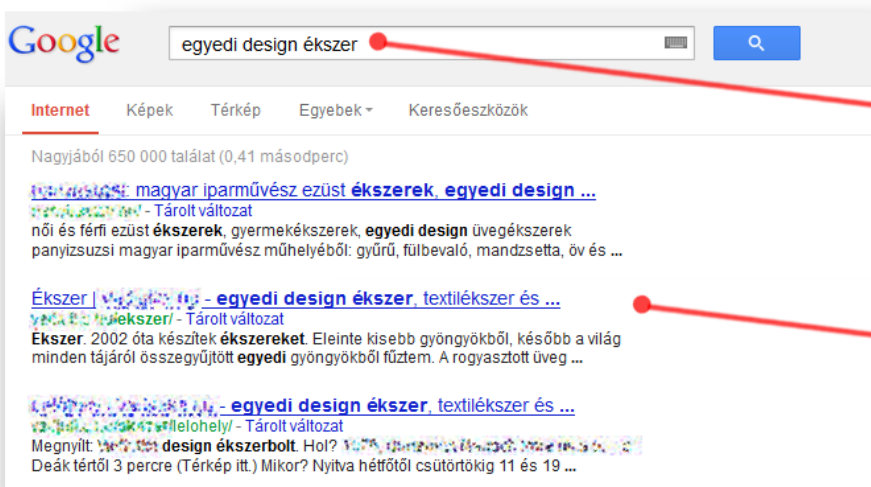 Google
egyedi design ékszer
Internet Képek Térkép Egyebek Keresőeszközök
Nagyjából 650 000 találat (0,41 másodperc)
: magyar iparművész ezüst ékszerek, egyedi design ...
- Tárolt változat
női és férfi ezüst ékszerek, gyermekékszerek, egyedi design üvegékszerek
panyizsuzsi magyar iparművész műhelyéből: gyűrű, fülbevaló, mandzsetta, öv és ...
Ékszer | - egyedi design ékszer, textilékszer és ...
ekszer/ - Tárolt változat
Ékszer. 2002 óta készítek ékszereket. Eleinte kisebb gyöngyökből, később a világ
minden tájáról összegyűjtött egyedi gyöngyökből fűztem. A rogyasztott üveg ...
- egyedi design ékszer, textilékszer és ...
lelohely/ - Tárolt változat
Megnyílt: design ékszerbolt. Hol?
Deák tértől 3 percre (Térkép itt.) Mikor? Nyitva hétfőtől csütörtökig 11 és 19 ...